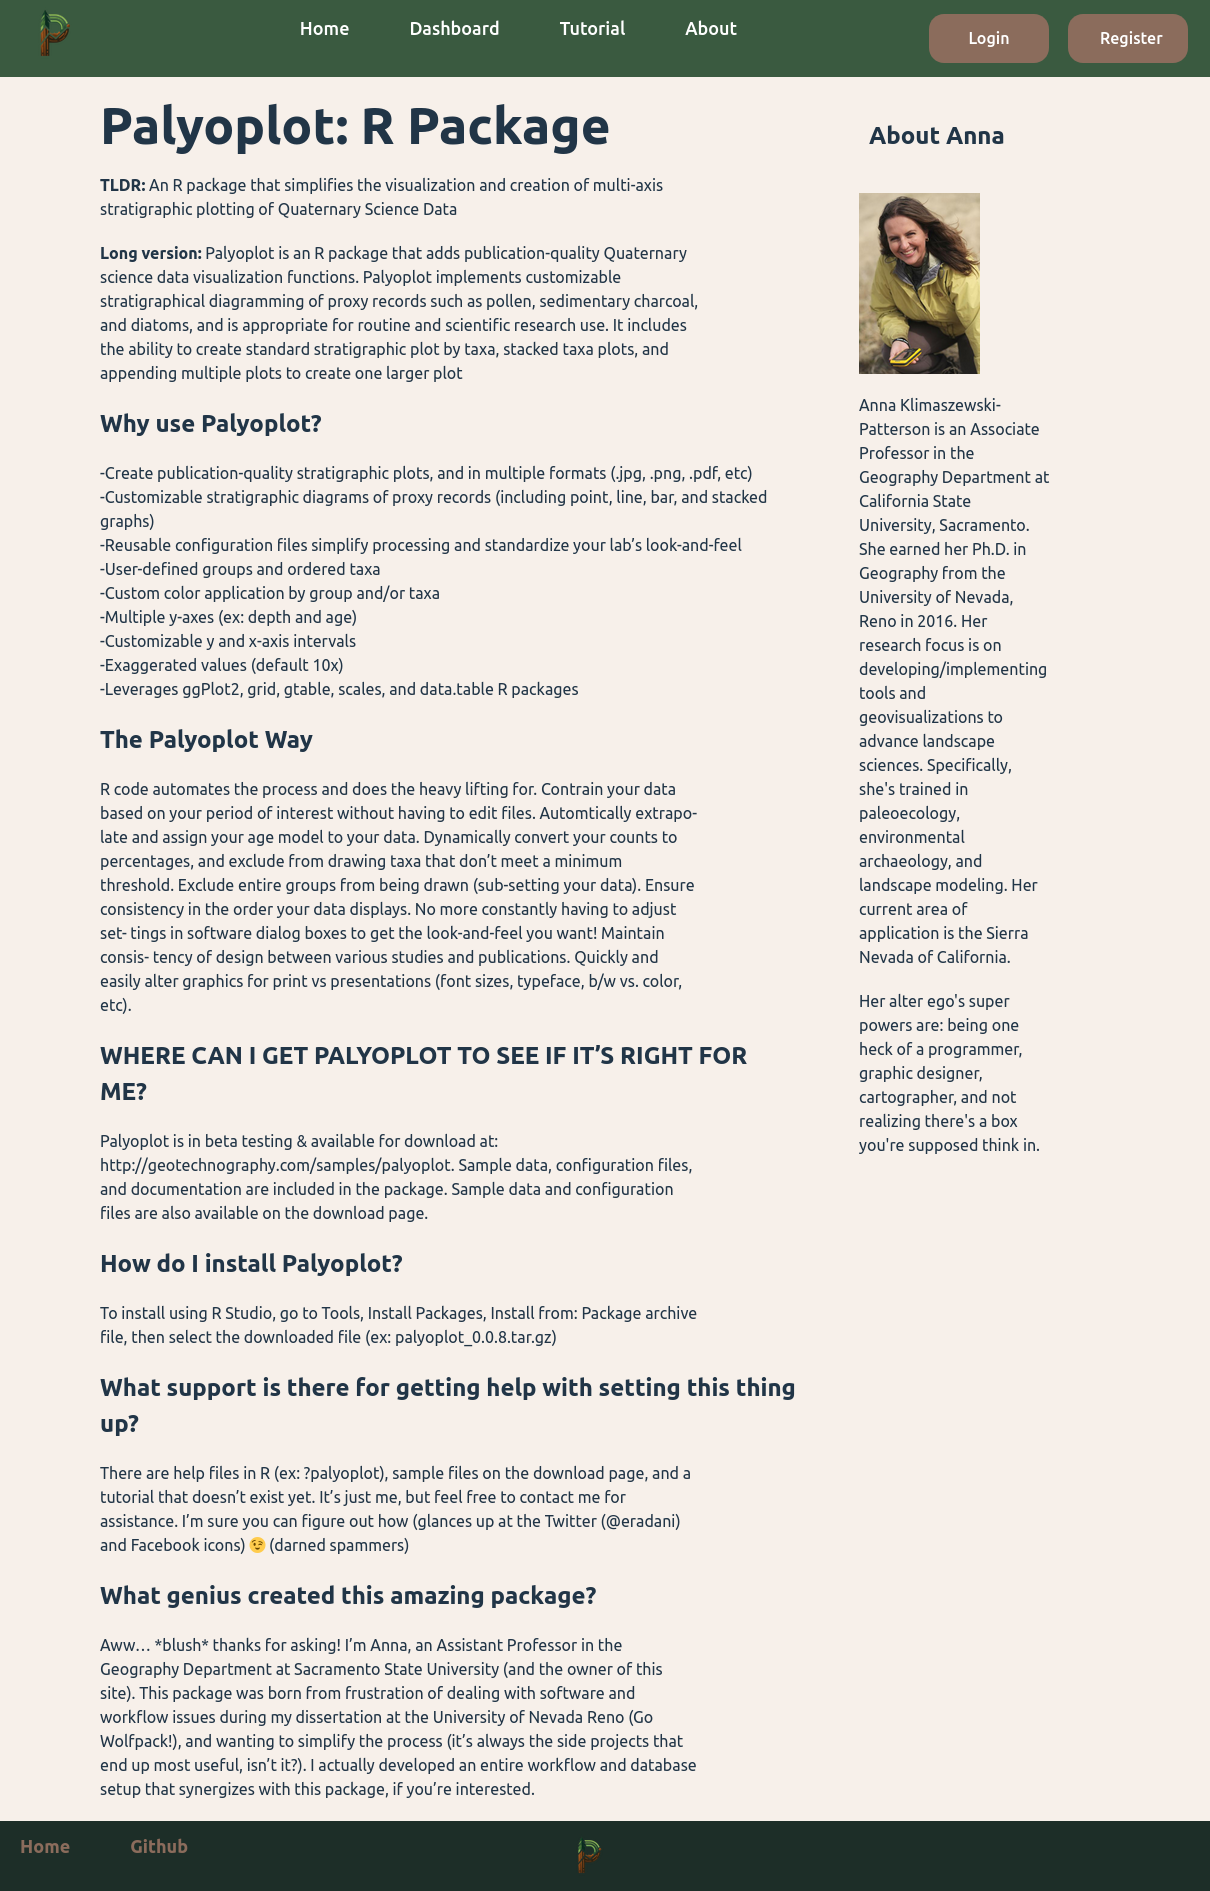 Home Dashboard Tutorial About Login Register
Palyoplot: R Package
TLDR: An R package that simplifies the visualization and creation of multi-axis
stratigraphic plotting of Quaternary Science Data
Long version: Palyoplot is an R package that adds publication-quality Quaternary
science data visualization functions. Palyoplot implements customizable
stratigraphical diagramming of proxy records such as pollen, sedimentary charcoal,
and diatoms, and is appropriate for routine and scientific research use. It includes
the ability to create standard stratigraphic plot by taxa, stacked taxa plots, and
appending multiple plots to create one larger plot
Why use Palyoplot?
-Create publication-quality stratigraphic plots, and in multiple formats (.jpg, .png, .pdf, etc)
-Customizable stratigraphic diagrams of proxy records (including point, line, bar, and stacked
graphs)
-Reusable configuration files simplify processing and standardize your lab’s look-and-feel
-User-defined groups and ordered taxa
-Custom color application by group and/or taxa
-Multiple y-axes (ex: depth and age)
-Customizable y and x-axis intervals
-Exaggerated values (default 10x)
-Leverages ggPlot2, grid, gtable, scales, and data.table R packages
The Palyoplot Way
R code automates the process and does the heavy lifting for. Contrain your data
based on your period of interest without having to edit files. Automtically extrapo-
late and assign your age model to your data. Dynamically convert your counts to
percentages, and exclude from drawing taxa that don’t meet a minimum
threshold. Exclude entire groups from being drawn (sub-setting your data). Ensure
consistency in the order your data displays. No more constantly having to adjust
set- tings in software dialog boxes to get the look-and-feel you want! Maintain
consis- tency of design between various studies and publications. Quickly and
easily alter graphics for print vs presentations (font sizes, typeface, b/w vs. color,
etc).
WHERE CAN I GET PALYOPLOT TO SEE IF IT’S RIGHT FOR
ME?
Palyoplot is in beta testing & available for download at:
http://geotechnography.com/samples/palyoplot. Sample data, configuration files,
and documentation are included in the package. Sample data and configuration
files are also available on the download page.
How do I install Palyoplot?
To install using R Studio, go to Tools, Install Packages, Install from: Package archive
file, then select the downloaded file (ex: palyoplot_0.0.8.tar.gz)
What support is there for getting help with setting this thing
up?
There are help files in R (ex: ?palyoplot), sample files on the download page, and a
tutorial that doesn’t exist yet. It’s just me, but feel free to contact me for
assistance. I’m sure you can figure out how (glances up at the Twitter (@eradani)
and Facebook icons) 😉 (darned spammers)
What genius created this amazing package?
Aww… *blush* thanks for asking! I’m Anna, an Assistant Professor in the
Geography Department at Sacramento State University (and the owner of this
site). This package was born from frustration of dealing with software and
workflow issues during my dissertation at the University of Nevada Reno (Go
Wolfpack!), and wanting to simplify the process (it’s always the side projects that
end up most useful, isn’t it?). I actually developed an entire workflow and database
setup that synergizes with this package, if you’re interested.
About Anna
Anna Klimaszewski-
Patterson is an Associate
Professor in the
Geography Department at
California State
University, Sacramento.
She earned her Ph.D. in
Geography from the
University of Nevada,
Reno in 2016. Her
research focus is on
developing/implementing
tools and
geovisualizations to
advance landscape
sciences. Specifically,
she's trained in
paleoecology,
environmental
archaeology, and
landscape modeling. Her
current area of
application is the Sierra
Nevada of California.
Her alter ego's super
powers are: being one
heck of a programmer,
graphic designer,
cartographer, and not
realizing there's a box
you're supposed think in.
Home Github